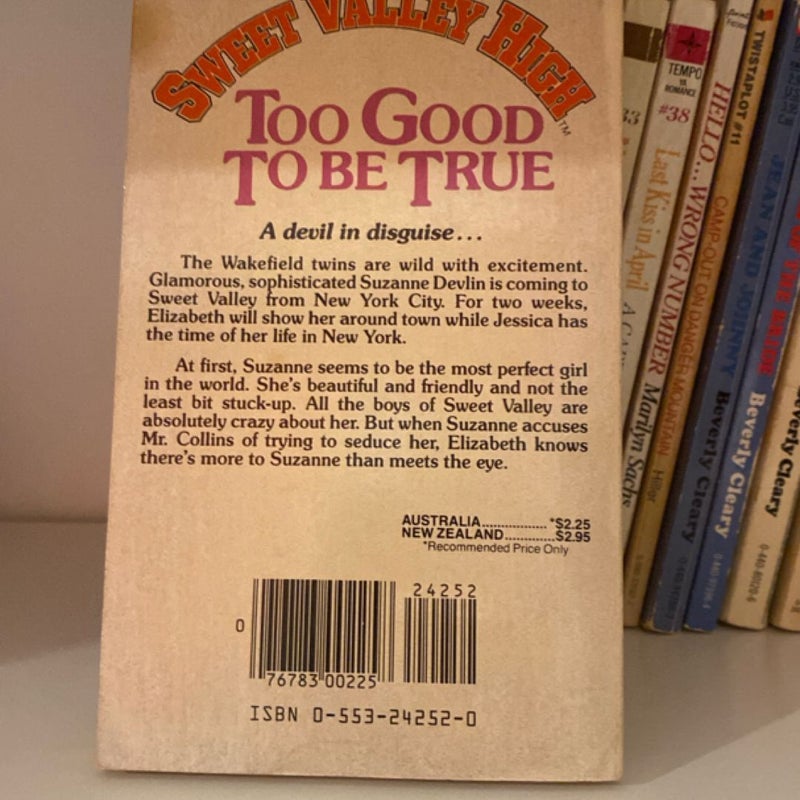 SWEET VALLEY HIGH™
TOO GOOD
TO BE TRUE
A devil in disguise...
The Wakefield twins are wild with excitement.
Glamorous, sophisticated Suzanne Devlin is coming to
Sweet Valley from New York City. For two weeks,
Elizabeth will show her around town while Jessica has
the time of her life in New York.
At first, Suzanne seems to be the most perfect girl
in the world. She's beautiful and friendly and not the
least bit stuck-up. All the boys of Sweet Valley are
absolutely crazy about her. But when Suzanne accuses
Mr. Collins of trying to seduce her, Elizabeth knows
there's more to Suzanne than meets the eye.
AUSTRALIA.................. *$2.25
NEW ZEALAND............$2.95
*Recommended Price Only
24252
0
76783 00225
ISBN 0-553-24252-0
33
TEMPO
YA
ROMANCE
#38
Last Kiss in April
HELLO...WRONG NUMBER Marilyn Sachs
TWISTAPLOT #11
CAMP-OUT ON DANGER MOUNTAIN
JEAN AND JOHNNY Beverly Cleary
Beverly Cleary
Beverly Cleary